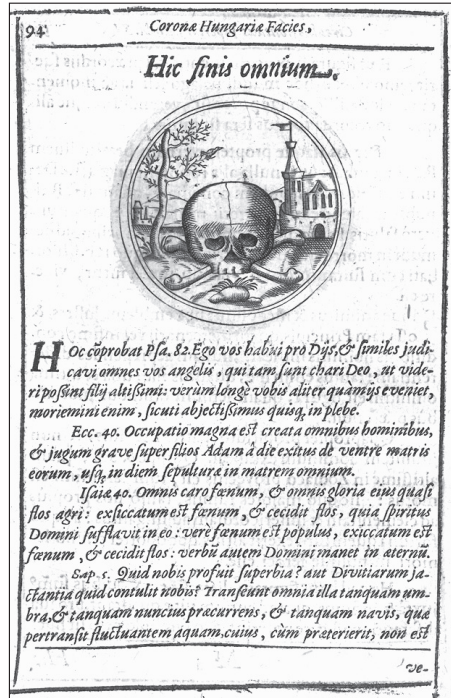 94 Coronæ Hungariæ Facies,
Hic finis omnium.
HOc cõprobat Psa. 82. Ego vos habui pro Dijs, & similes judi-
cavi omnes vos angelis, qui tam sunt chari Deo, ut vide-
ri possint filij altissimi: verùm longè vobis aliter quàm ijs eveniet,
moriemini enim, sicuti abjectissimus quisq; in plebe.
Ecc. 40. Occupatio magna est creata omnibus hominibus,
& jugum grave super filios Adam à die exitus de ventre matris
eorum, usq; in diem sepulturæ in matrem omnium.
Isaiæ 40. Omnis caro fœnum, & omnis gloria ejus quasi
flos agri: exsiccatum est fœnum, & cecidit flos, quia spiritus
Domini sufflavit in eo: verè fœnum est populus, exiccatum est
fœnum, & cecidit flos: verbũ autem Domini manet in æternũ.
Sap. 5. Quid nobis profuit superbia? aut Divitiarum ja-
ctantia quid contulit nobis? Transeunt omnia illa tanquam um-
bra, & tanquam nuncius præcurrens, & tanquam navis, quæ
pertransit fluctuantem aquam, cuius, cùm præterierit, non est
ve-